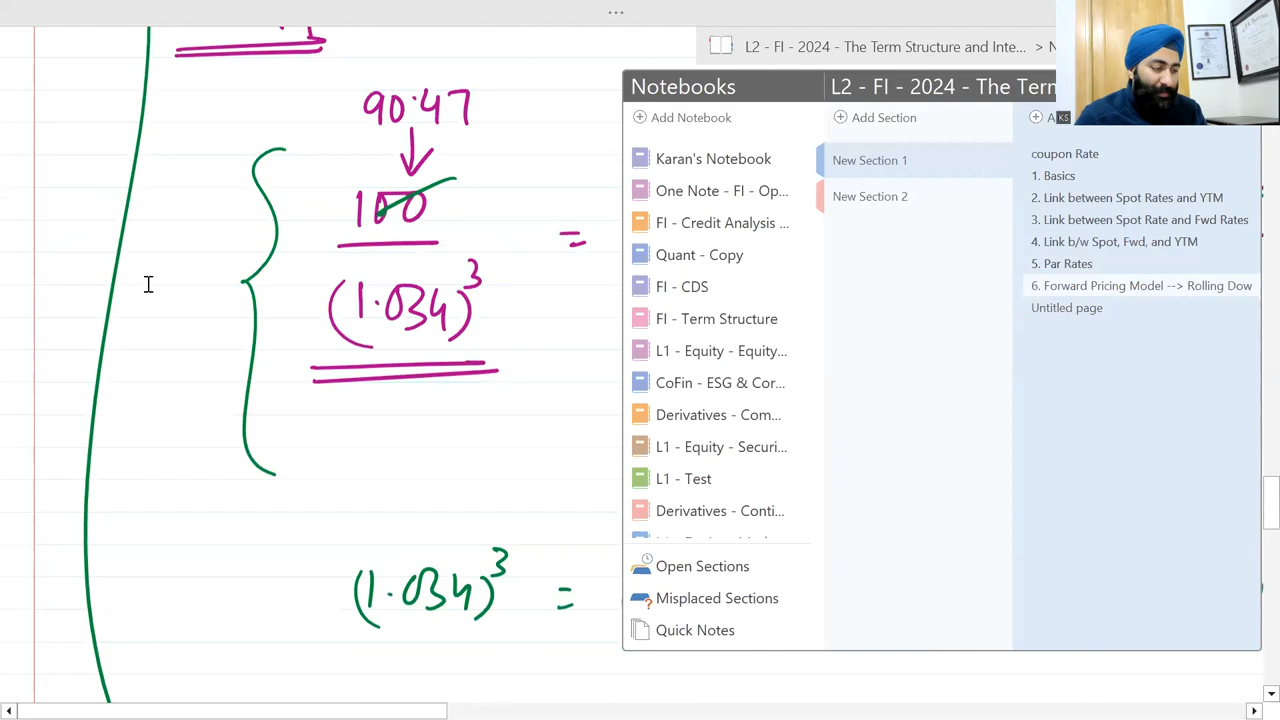 L2 - FI - 2024 - The Term Structure and Inte... > N
Notebooks
L2 - FI - 2024 - The Term
Add Notebook
Add Section
KS
Karan's Notebook
One Note - FI - Op...
FI - Credit Analysis ...
Quant - Copy
FI - CDS
FI - Term Structure
L1 - Equity - Equity...
CoFin - ESG & Cor...
Derivatives - Com...
L1 - Equity - Securi...
L1 - Test
Derivatives - Conti...
Open Sections
Misplaced Sections
Quick Notes
New Section 1
New Section 2
coupon Rate
1. Basics
2. Link between Spot Rates and YTM
3. Link between Spot Rate and Fwd Rates
4. Link b/w Spot, Fwd, and YTM
5. Par Rates
6. Forward Pricing Model --> Rolling Dow
Untitled page
90.47
100
=
(1.034)³
(1.034)³ =